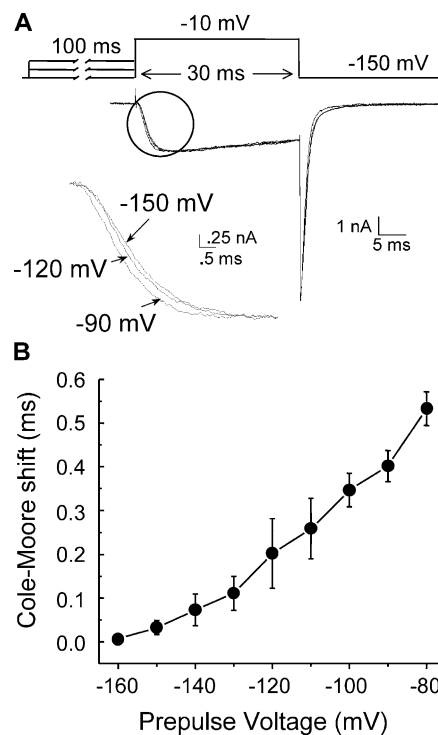 A
-10 mV
100 ms
30 ms
-150 mV
-150 mV
-120 mV
-90 mV
.25 nA
.5 ms
1 nA
5 ms
B
Cole-Moore shift (ms)
0.6
0.5
0.4
0.3
0.2
0.1
0.0
-160 -140 -120 -100 -80
Prepulse Voltage (mV)